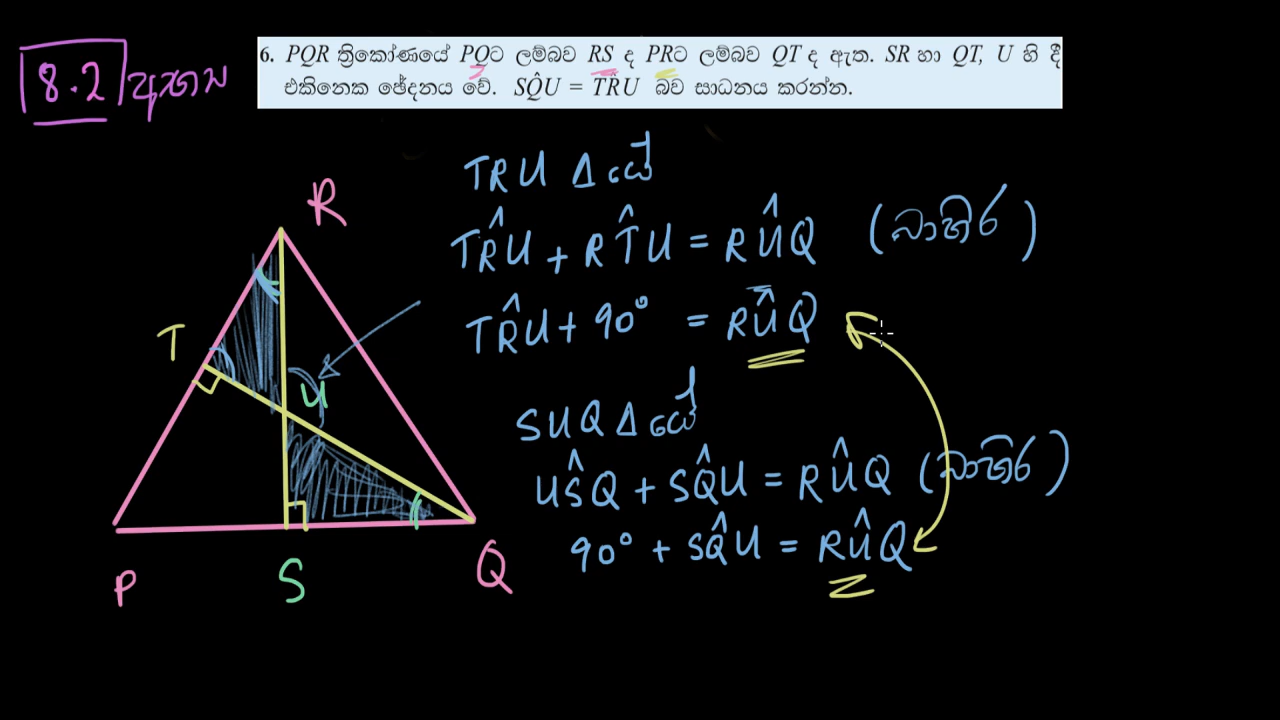 8.2 අභ්‍යාස
6. PQR ත්‍රිකෝණයේ PQට ලම්බව RS ද PRට ලම්බව QT ද ඇත. SR හා QT, U හි දී
එකිනෙක ඡේදනය වේ. SQ̂U = TR̂U බව සාධනය කරන්න.
TRU Δ යේ
TR̂U + RT̂U = RÛQ (බාහිර)
TR̂U + 90° = RÛQ
SUQ Δ යේ
UŜQ + SQ̂U = RÛQ (බාහිර)
90° + SQ̂U = RÛQ
R
T
U
P
S
Q